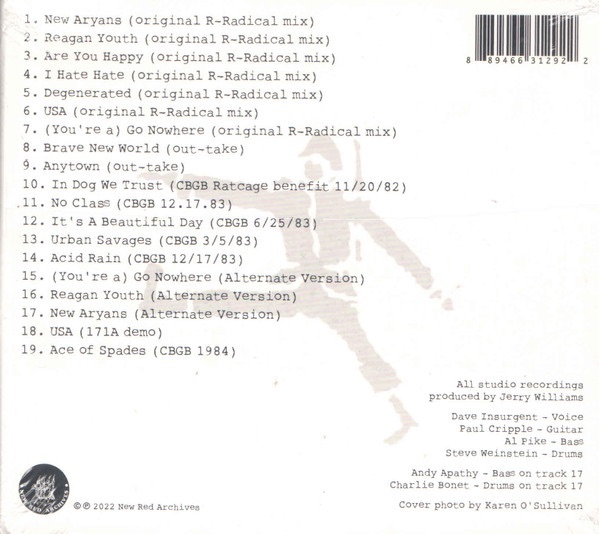 1. New Aryans (original R-Radical mix)
2. Reagan Youth (original R-Radical mix)
3. Are You Happy (original R-Radical mix)
4. I Hate Hate (original R-Radical mix)
5. Degenerated (original R-Radical mix)
6. USA (original R-Radical mix)
7. (You're a) Go Nowhere (original R-Radical mix)
8. Brave New World (out-take)
9. Anytown (out-take)
10. In Dog We Trust (CBGB Ratcage benefit 11/20/82)
11. No Class (CBGB 12.17.83)
12. It's A Beautiful Day (CBGB 6/25/83)
13. Urban Savages (CBGB 3/5/83)
14. Acid Rain (CBGB 12/17/83)
15. (You're a) Go Nowhere (Alternate Version)
16. Reagan Youth (Alternate Version)
17. New Aryans (Alternate Version)
18. USA (171A demo)
19. Ace of Spades (CBGB 1984)
8 89466 31292 2
All studio recordings
produced by Jerry Williams
Dave Insurgent - Voice
Paul Cripple - Guitar
Al Pike - Bass
Steve Weinstein - Drums
Andy Apathy - Bass on track 17
Charlie Bonet - Drums on track 17
Cover photo by Karen O'Sullivan
NEW RED ARCHIVES
© ℗ 2022 New Red Archives